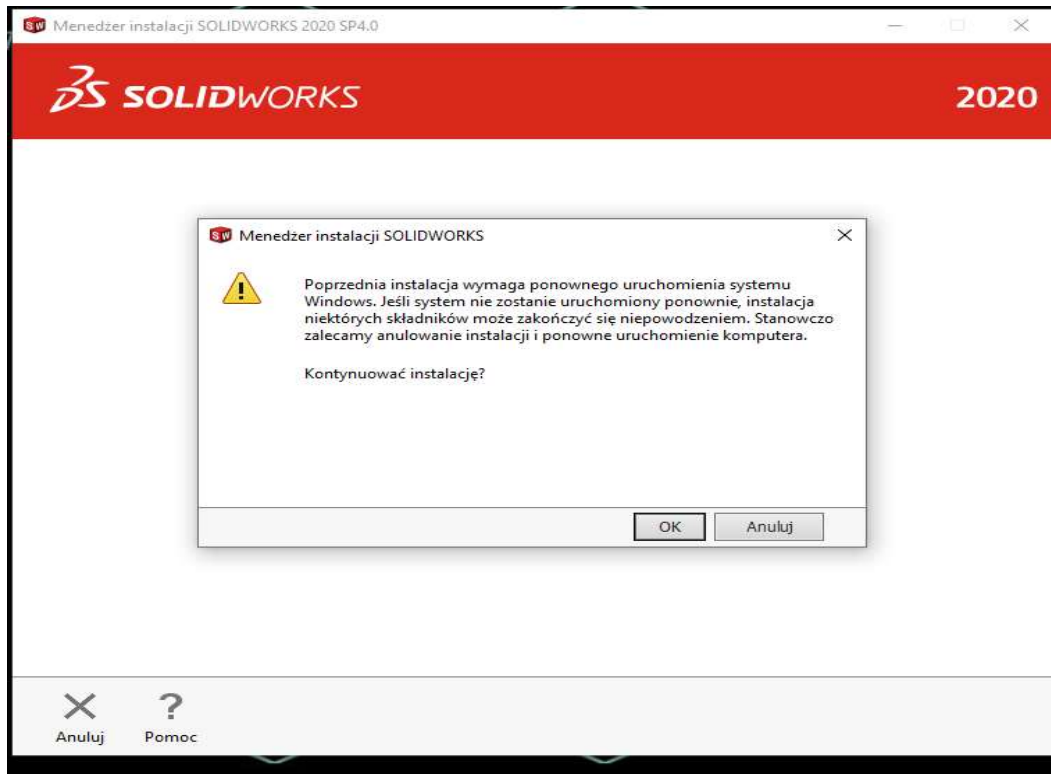 Menedżer instalacji SOLIDWORKS 2020 SP4.0
SOLIDWORKS 2020
Menedżer instalacji SOLIDWORKS
Poprzednia instalacja wymaga ponownego uruchomienia systemu
Windows. Jeśli system nie zostanie uruchomiony ponownie, instalacja
niektórych składników może zakończyć się niepowodzeniem. Stanowczo
zalecamy anulowanie instalacji i ponowne uruchomienie komputera.
Kontynuować instalację?
OK Anuluj
? 
Anuluj Pomoc